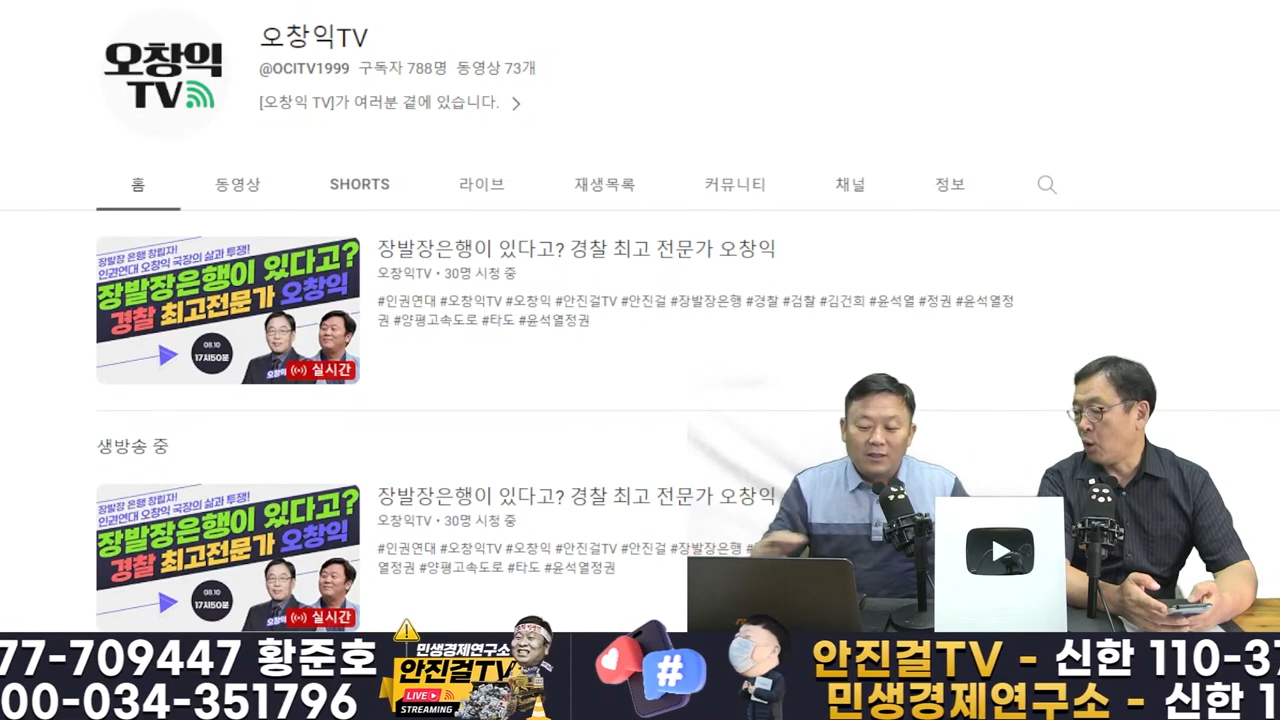 오창익
TV
오창익TV
@OCITV1999 구독자 788명 동영상 73개
[오창익 TV]가 여러분 곁에 있습니다.
홈 동영상 SHORTS 라이브 재생목록 커뮤니티 채널 정보
장발장 은행 창립자!
인권연대 오창익 국장의 삶과 투쟁!
장발장은행이 있다고?
경찰 최고전문가 오창익
08.10
17시50분
오창익
실시간
장발장은행이 있다고? 경찰 최고 전문가 오창익
오창익TV • 30명 시청 중
#인권연대 #오창익TV #오창익 #안진걸TV #안진걸 #장발장은행 #경찰 #검찰 #김건희 #윤석열 #정권 #윤석열정
권 #양평고속도로 #타도 #윤석열정권
생방송 중
장발장 은행 창립자!
인권연대 오창익 국장의 삶과 투쟁!
장발장은행이 있다고?
경찰 최고전문가 오창익
08.10
17시50분
오창익
실시간
장발장은행이 있다고? 경찰 최고 전문가 오창익
오창익TV • 30명 시청 중
#인권연대 #오창익TV #오창익 #안진걸TV #안진걸 #장발장은행 #
열정권 #양평고속도로 #타도 #윤석열정권
77-709447 황준호
00-034-351796
민생경제연구소
안진걸TV
LIVE
STREAMING
#
안진걸TV - 신한 110-37
민생경제연구소 - 신한 1